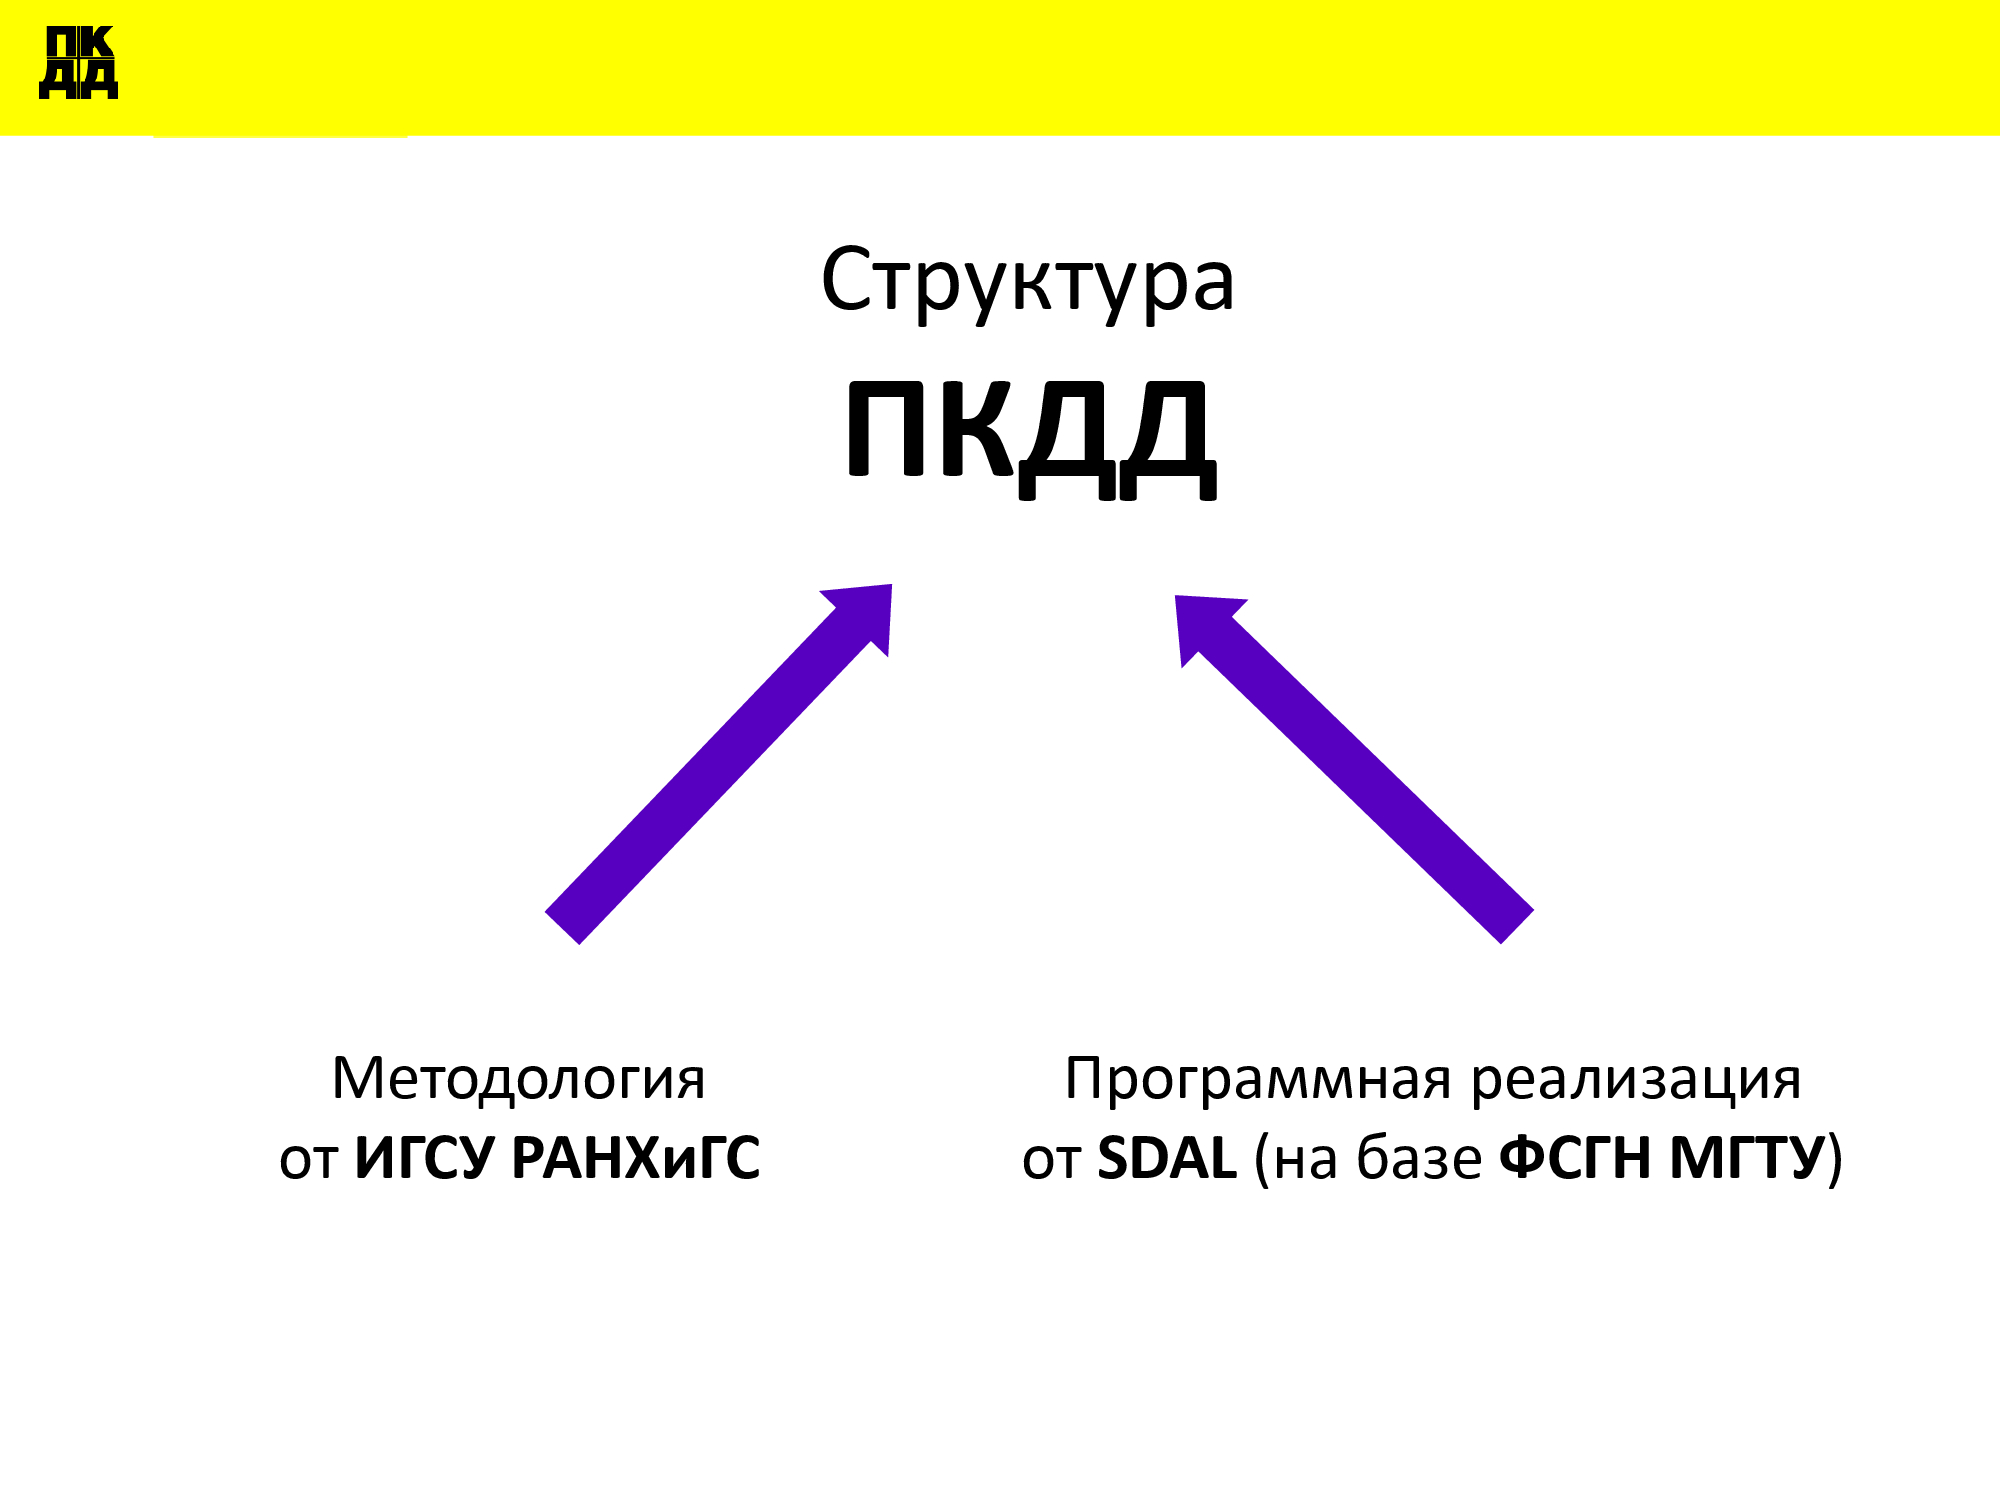 ПК
ДД
Структура
ПКДД
Методология
от ИГСУ РАНХиГС
Программная реализация
от SDAL (на базе ФСГН МГТУ)